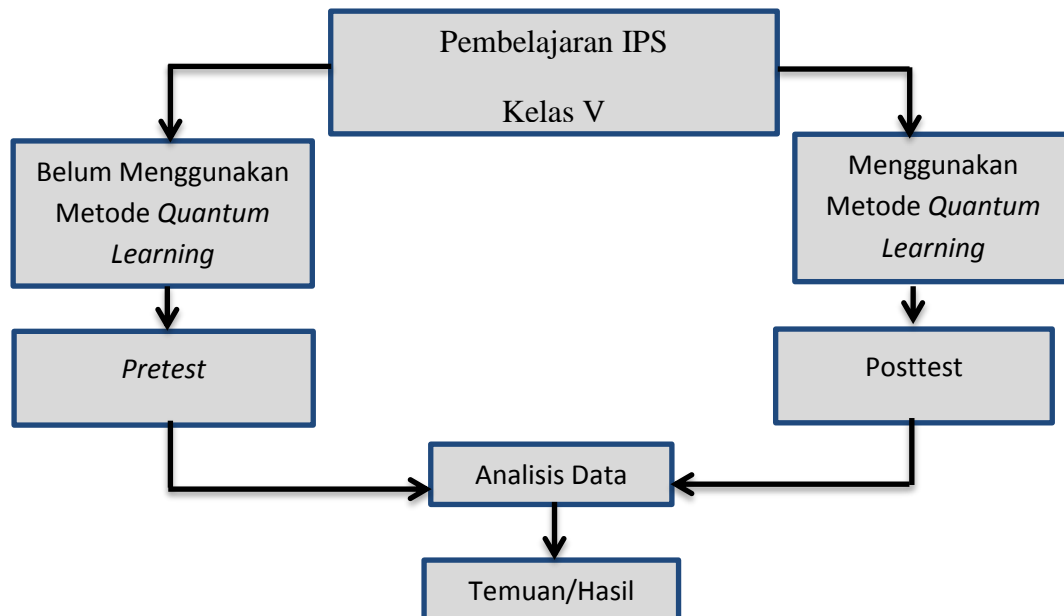 Pembelajaran IPS
Kelas V
Belum Menggunakan
Metode Quantum
Learning
Menggunakan
Metode Quantum
Learning
Pretest
Posttest
Analisis Data
Temuan/Hasil